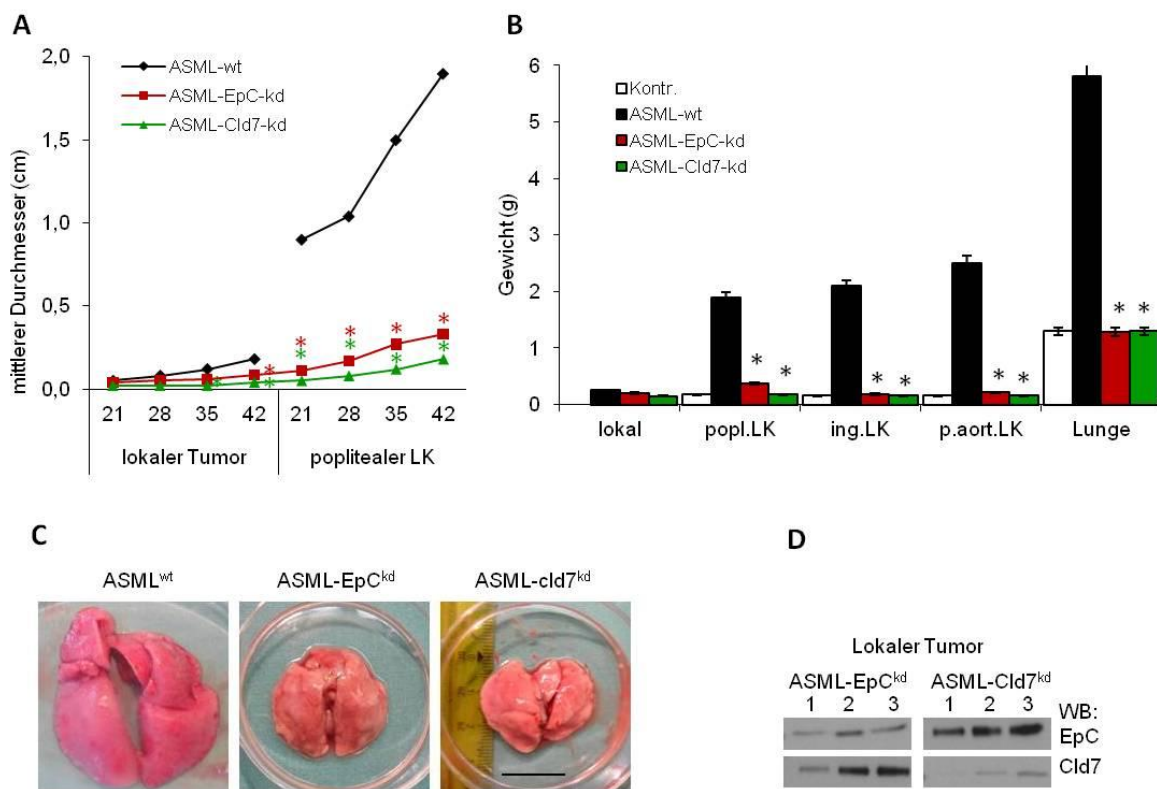 A
2,0
1,5
1,0
0,5
0,0
mittlerer Durchmesser (cm)
ASML-wt
ASML-EpC-kd
ASML-Cld7-kd
* * * * * * * * * * *
21 28 35 42 21 28 35 42
lokaler Tumor poplitealer LK
B
6
5
4
3
2
1
0
Gewicht (g)
Kontr.
ASML-wt
ASML-EpC-kd
ASML-Cld7-kd
* * * * * * * *
lokal popl.LK ing.LK p.aort.LK Lunge
C
ASMLwt ASML-EpCkd ASML-cld7kd
D
Lokaler Tumor
ASML-EpCkd ASML-Cld7kd
1 2 3 1 2 3
WB:
EpC
Cld7